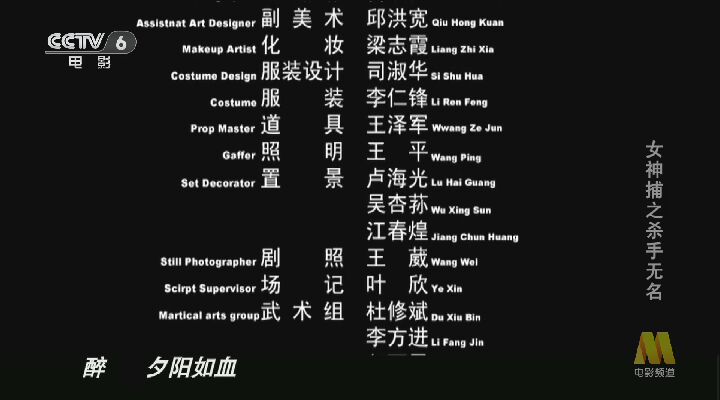 CCTV 6
电影
Assistnat Art Designer 副美术 邱洪宽 Qiu Hong Kuan
Makeup Artist 化妆 梁志霞 Liang Zhi Xia
Costume Design 服装设计 司淑华 Si Shu Hua
Costume 服装 李仁锋 Li Ren Feng
Prop Master 道具 王泽军 Wwang Ze Jun
Gaffer 照明 王平 Wang Ping
Set Decorator 置景 卢海光 Lu Hai Guang
吴杏荪 Wu Xing Sun
江春煌 Jiang Chun Huang
Still Photographer 剧照 王葳 Wang Wei
Scirpt Supervisor 场记 叶欣 Ye Xin
Martical arts group 武术组 杜修斌 Du Xiu Bin
李方进 Li Fang Jin
女神捕之杀手无名
电影频道
醉 夕阳如血